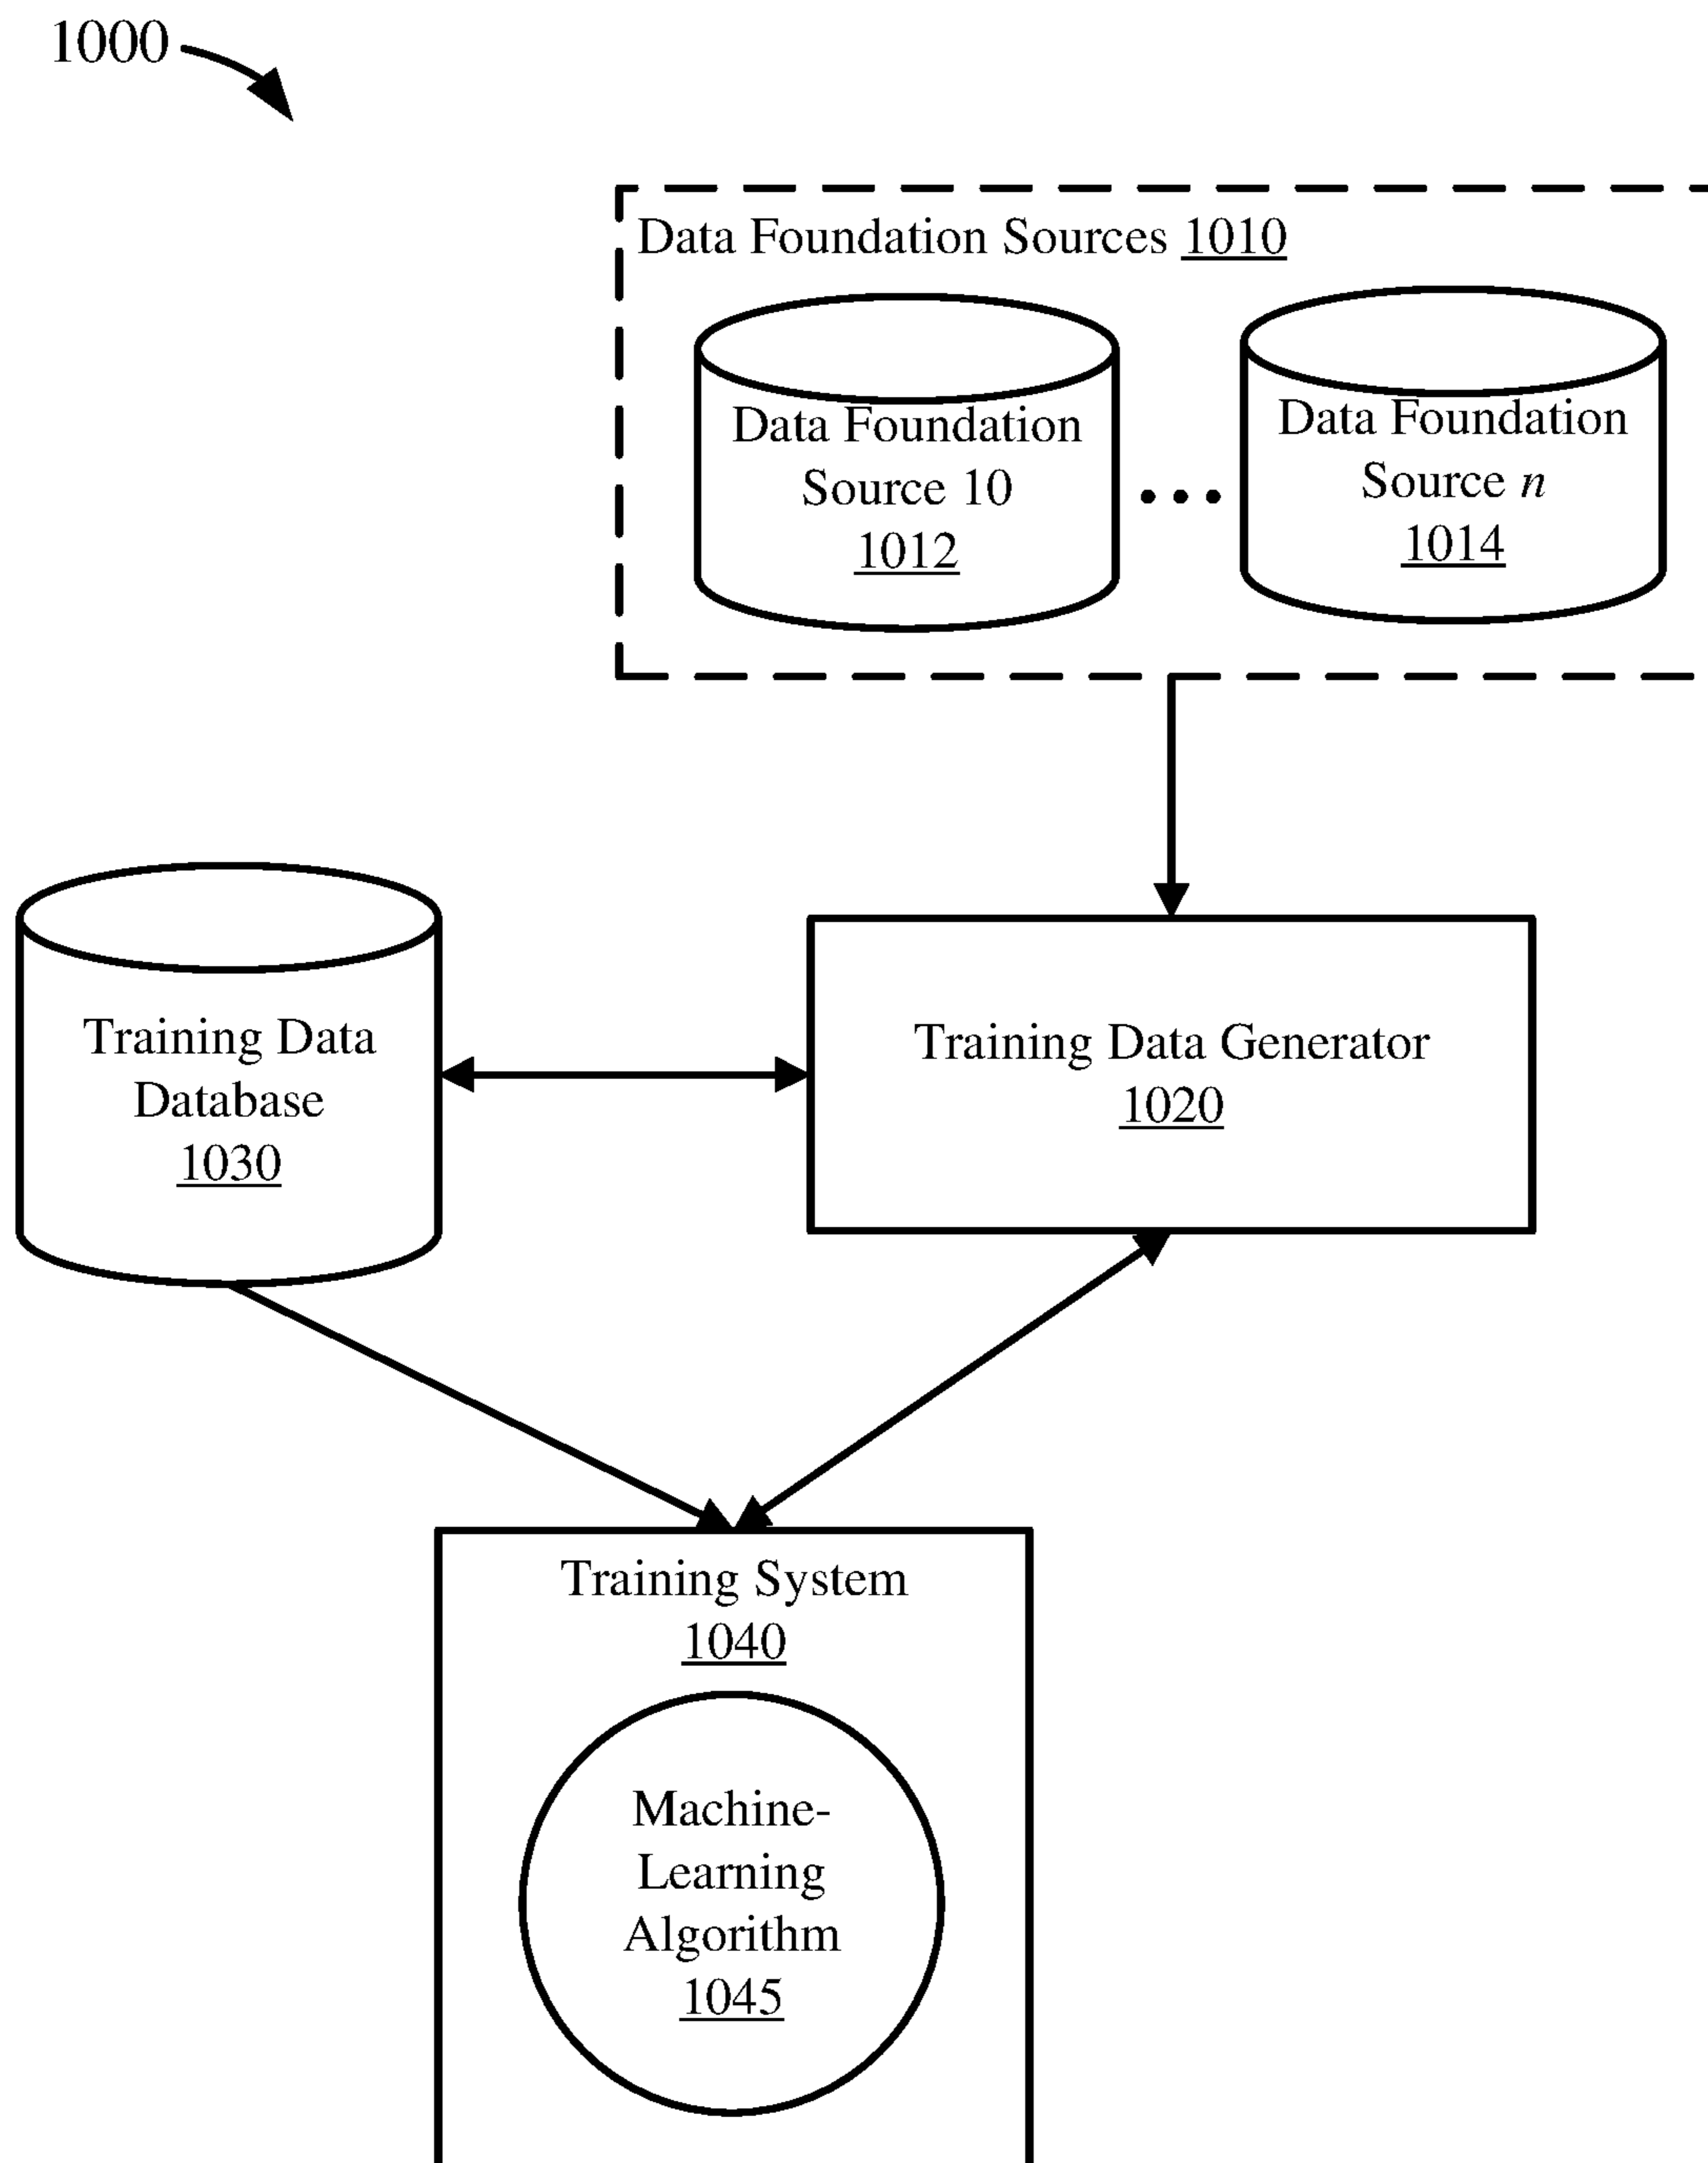 1000
Data Foundation Sources 1010
Data Foundation
Source 10
1012
Data Foundation
Source n
1014
Training Data
Database
1030
Training Data Generator
1020
Training System
1040
Machine-
Learning
Algorithm
1045